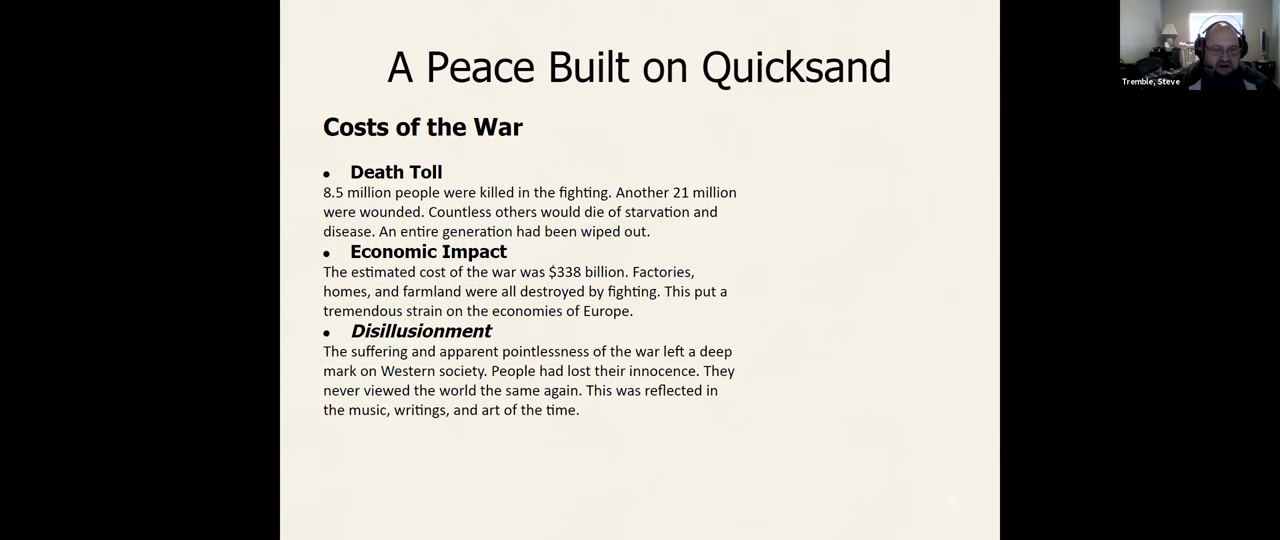 A Peace Built on Quicksand
Tremble, Steve
Costs of the War
• Death Toll
8.5 million people were killed in the fighting. Another 21 million
were wounded. Countless others would die of starvation and
disease. An entire generation had been wiped out.
• Economic Impact
The estimated cost of the war was $338 billion. Factories,
homes, and farmland were all destroyed by fighting. This put a
tremendous strain on the economies of Europe.
• Disillusionment
The suffering and apparent pointlessness of the war left a deep
mark on Western society. People had lost their innocence. They
never viewed the world the same again. This was reflected in
the music, writings, and art of the time.